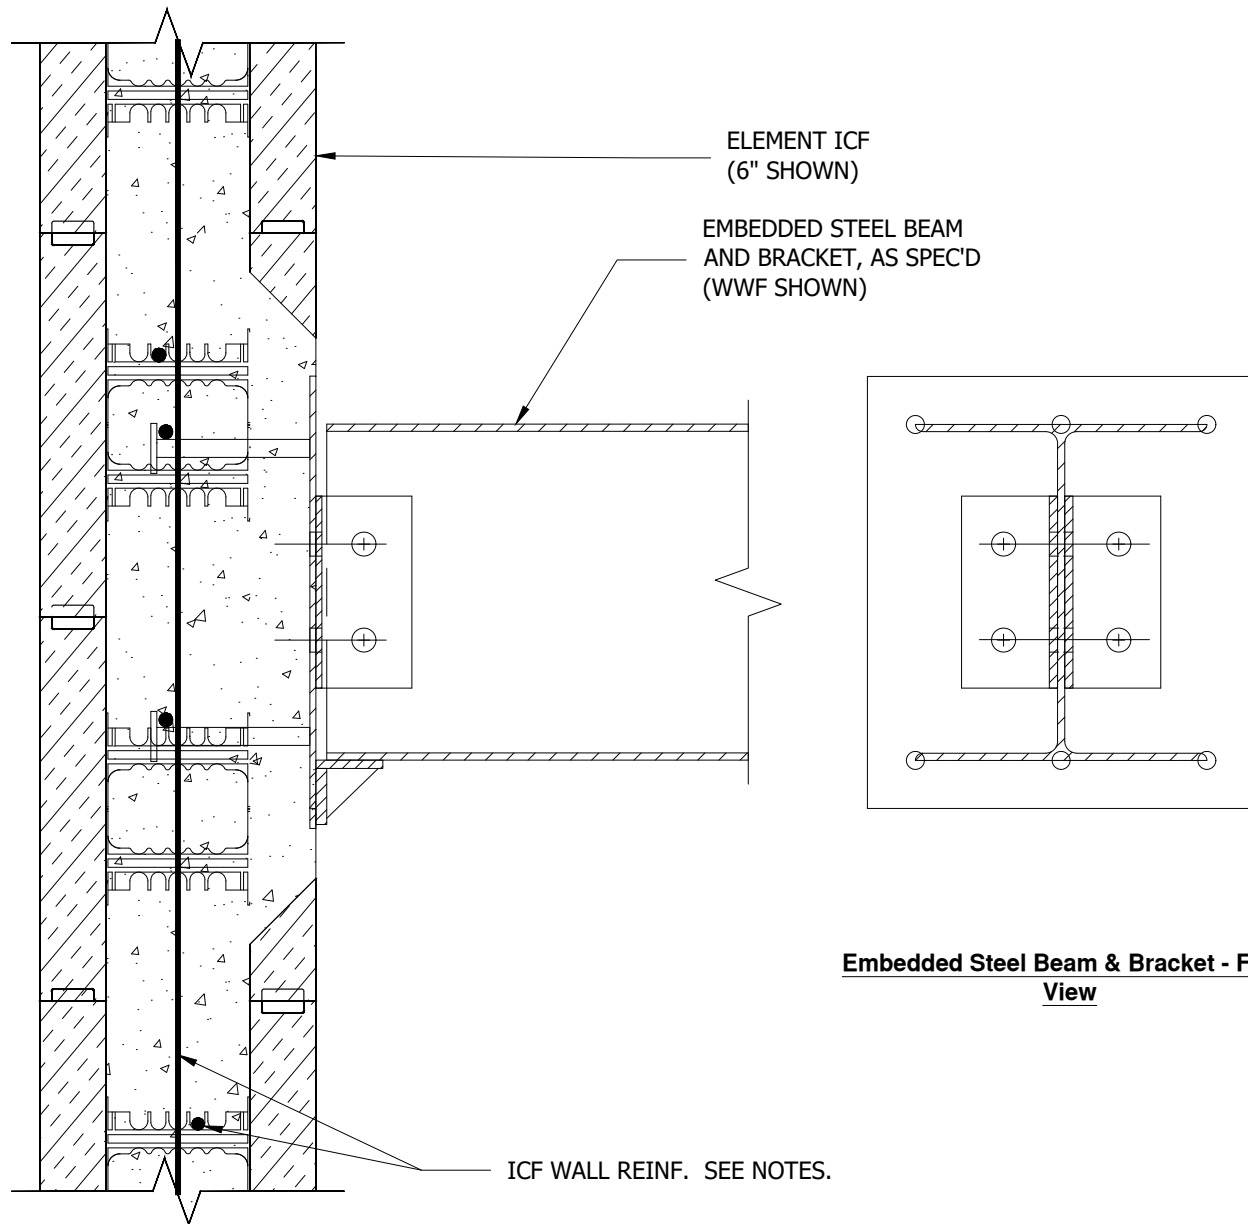 ELEMENT ICF
(6" SHOWN)
EMBEDDED STEEL BEAM
AND BRACKET, AS SPEC'D
(WWF SHOWN)
Embedded Steel Beam & Bracket - F
View
ICF WALL REINF. SEE NOTES.